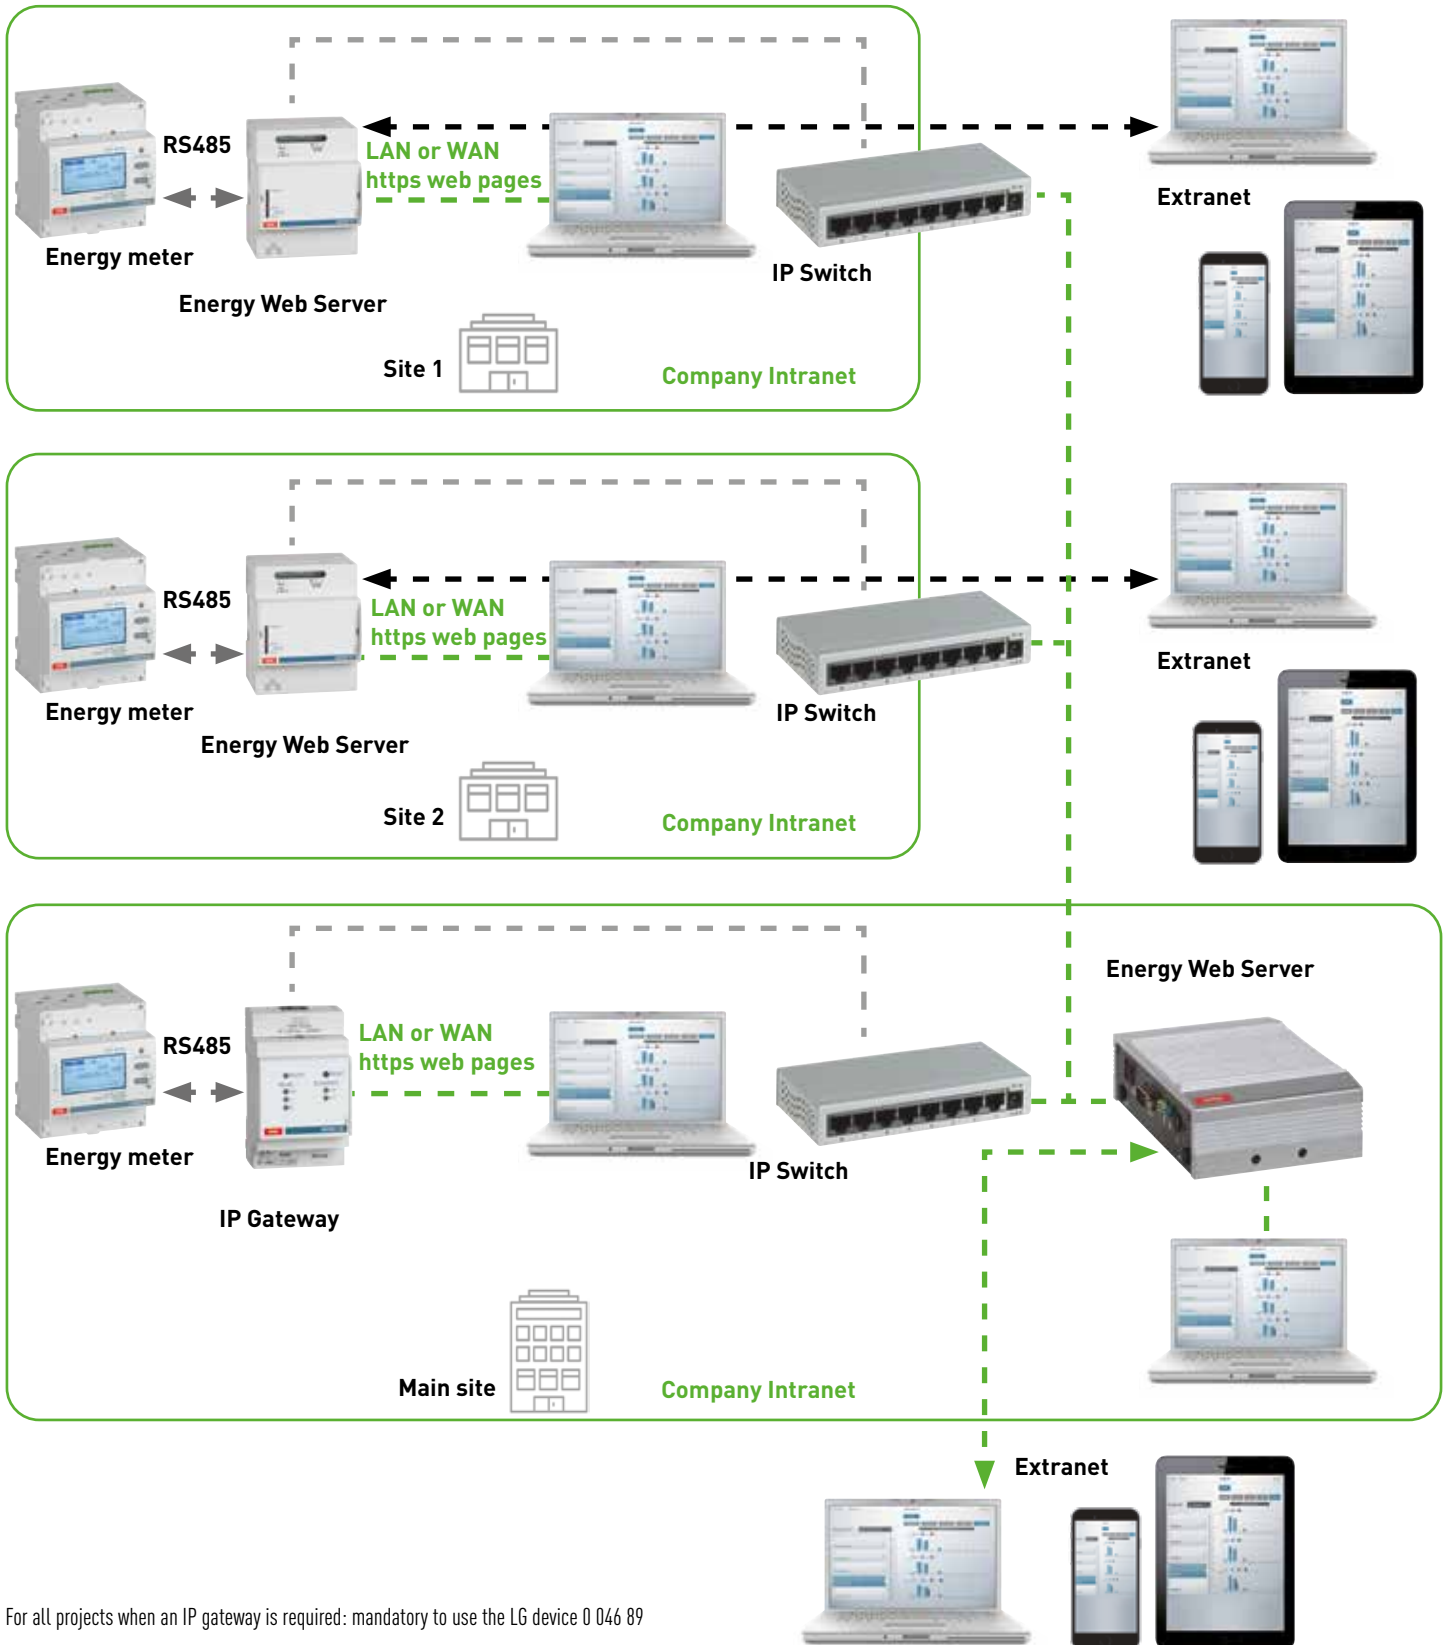 RS485
LAN or WAN
https web pages
Energy meter
Energy Web Server
IP Switch
Extranet
Site 1
Company Intranet
RS485
LAN or WAN
https web pages
Energy meter
Energy Web Server
IP Switch
Extranet
Site 2
Company Intranet
Energy Web Server
RS485
LAN or WAN
https web pages
Energy meter
IP Gateway
IP Switch
Main site
Company Intranet
Extranet
For all projects when an IP gateway is required: mandatory to use the LG device 0 046 89